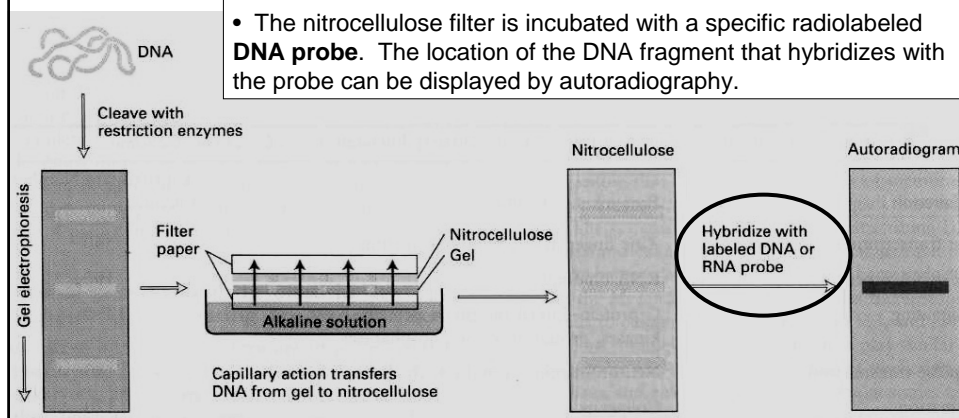 • The nitrocellulose filter is incubated with a specific radiolabeled
DNA probe.  The location of the DNA fragment that hybridizes with
the probe can be displayed by autoradiography.
DNA
Cleave with
restriction enzymes
Gel electrophoresis
Filter
paper
Nitrocellulose
Gel
Alkaline solution
Capillary action transfers
DNA from gel to nitrocellulose
Nitrocellulose
Hybridize with
labeled DNA or
RNA probe
Autoradiogram